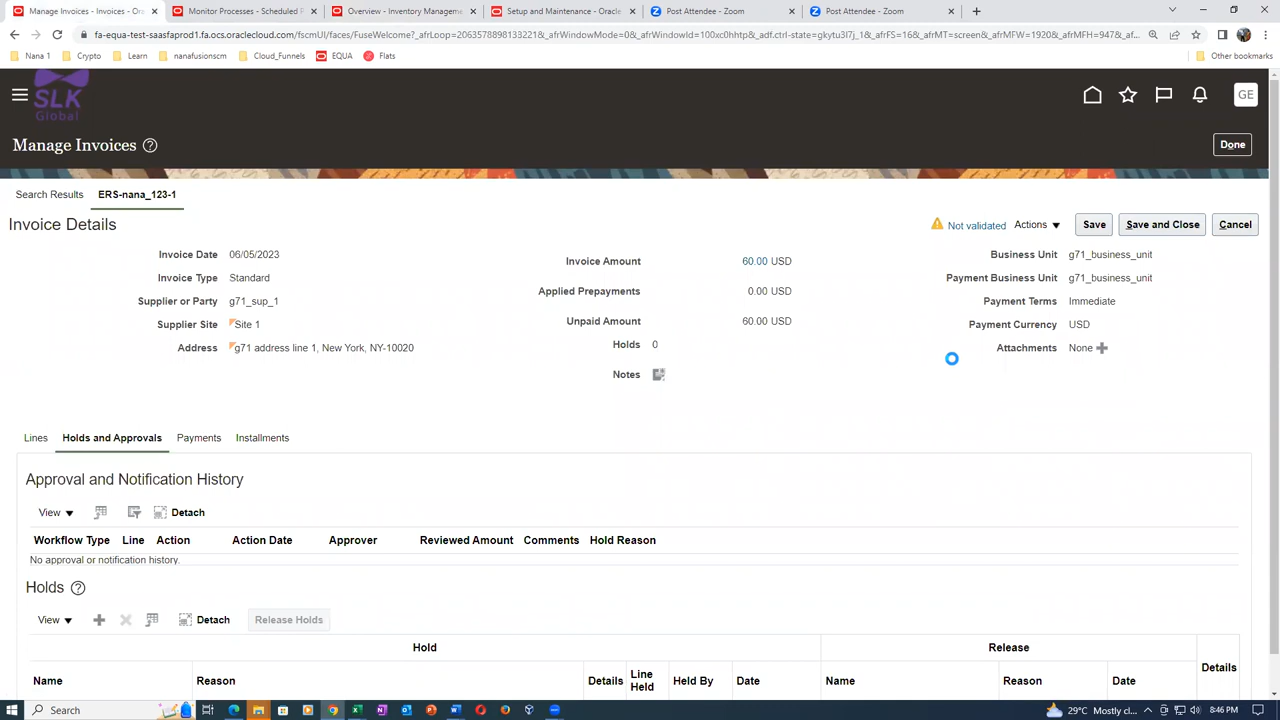 Manage Invoices - Invoices - Orac
Monitor Processes - Scheduled P
Overview - Inventory Manageme
Setup and Maintenance - Oracle
Post Attendee - Zoom
Post Attendee - Zoom
fa-equa-test-saasfaprod1.fa.ocs.oraclecloud.com/fscmUI/faces/FuseWelcome?_afrLoop=20635788981332​21&_afrWindowMode=0&_afrWindowId=100xc0hhtp&_adf.ctrl-state=gkytu3l7j_1&_afrFS=16&_afrMT=screen&_afrMFW=1920&_afrMFH=947&_af...
Nana 1
Crypto
Learn
nanafusionscm
Cloud_Funnels
EQUA
Flats
Other bookmarks
SLK
Global
GE
Manage Invoices
Done
Search Results
ERS-nana_123-1
Invoice Details
Not validated
Actions
Save
Save and Close
Cancel
Invoice Date 06/05/2023
Invoice Type Standard
Supplier or Party g71_sup_1
Supplier Site Site 1
Address g71 address line 1, New York, NY-10020
Invoice Amount 60.00 USD
Applied Prepayments 0.00 USD
Unpaid Amount 60.00 USD
Holds 0
Notes
Business Unit g71_business_unit
Payment Business Unit g71_business_unit
Payment Terms Immediate
Payment Currency USD
Attachments None
Lines
Holds and Approvals
Payments
Installments
Approval and Notification History
View
Detach
Workflow Type Line Action Action Date Approver Reviewed Amount Comments Hold Reason
No approval or notification history.
Holds
View
Detach
Release Holds
Hold Release
Name Reason Details Line Held Held By Date Name Reason Date Details
Search
29°C Mostly cl...
8:46 PM